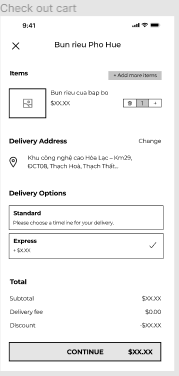 Check out cart
9:41
Bun rieu Pho Hue
Items
+ Add more items
Bun rieu cua bap bo
$XX.XX
1
+
Delivery Address
Change
Khu công nghệ cao Hòa Lạc – Km29,
ĐCT08, Thạch Hoà, Thạch Thất...
Delivery Options
Standard
Please choose a timeline for your delivery.
Express
+ $X.XX
Total
Subtotal
$XX.XX
Delivery fee
$0.00
Discount
-$XX.XX
CONTINUE
$XX.XX